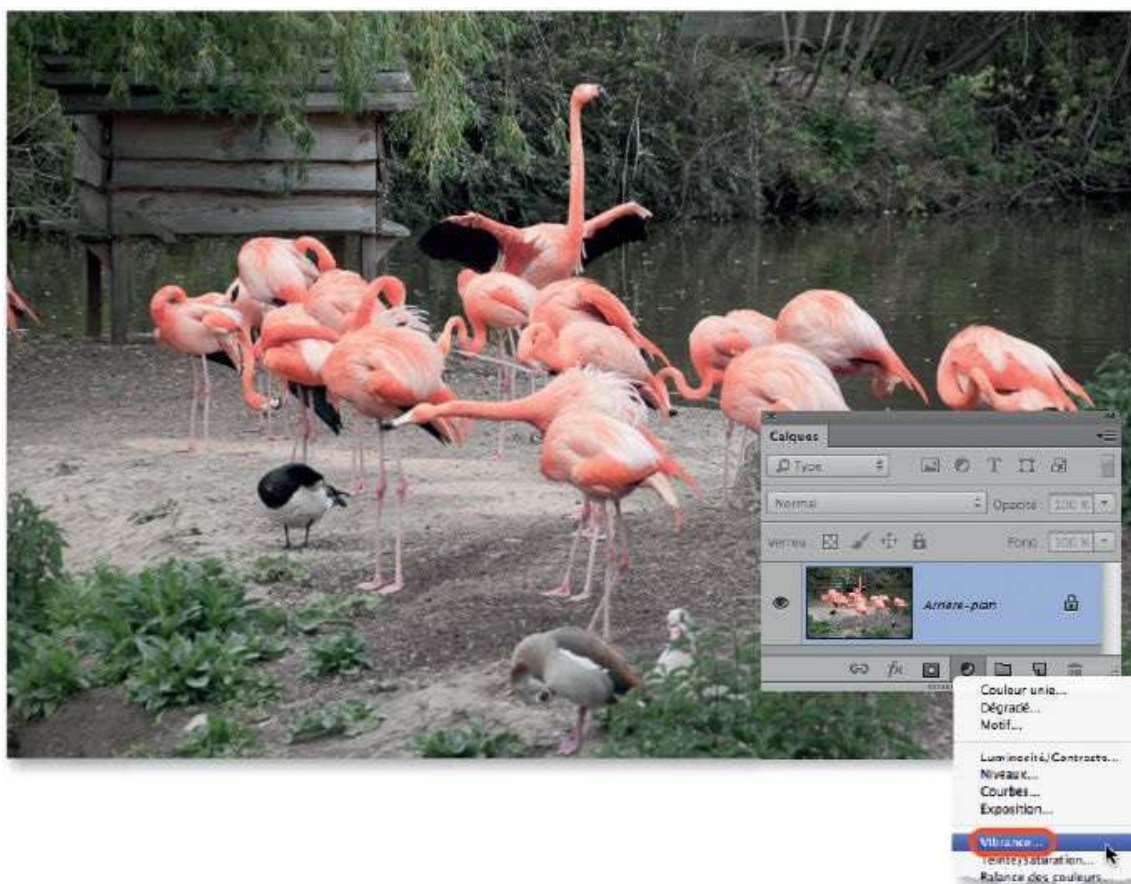 Calques
Type
Normal
Opacité : 100 %
Verrou :
Fond : 100 %
Arrière-plan
fx
Couleur unie...
Dégradé...
Motif...
Luminosité/Contraste...
Niveaux...
Courbes...
Exposition...
Vibrance...
Teinte/Saturation...
Balance des couleurs...